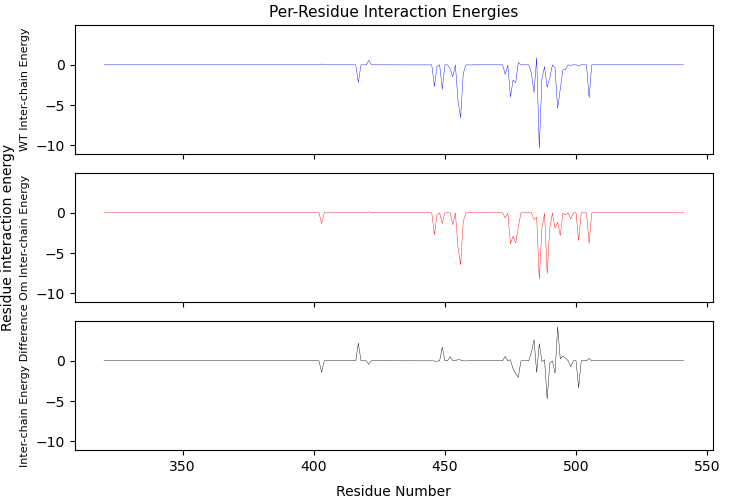 Per-Residue Interaction Energies
Residue interaction energy
WT Inter-chain Energy
0
−5
−10
Om Inter-chain Energy
0
−5
−10
Inter-chain Energy Difference
0
−5
−10
350
400
450
500
550
Residue Number